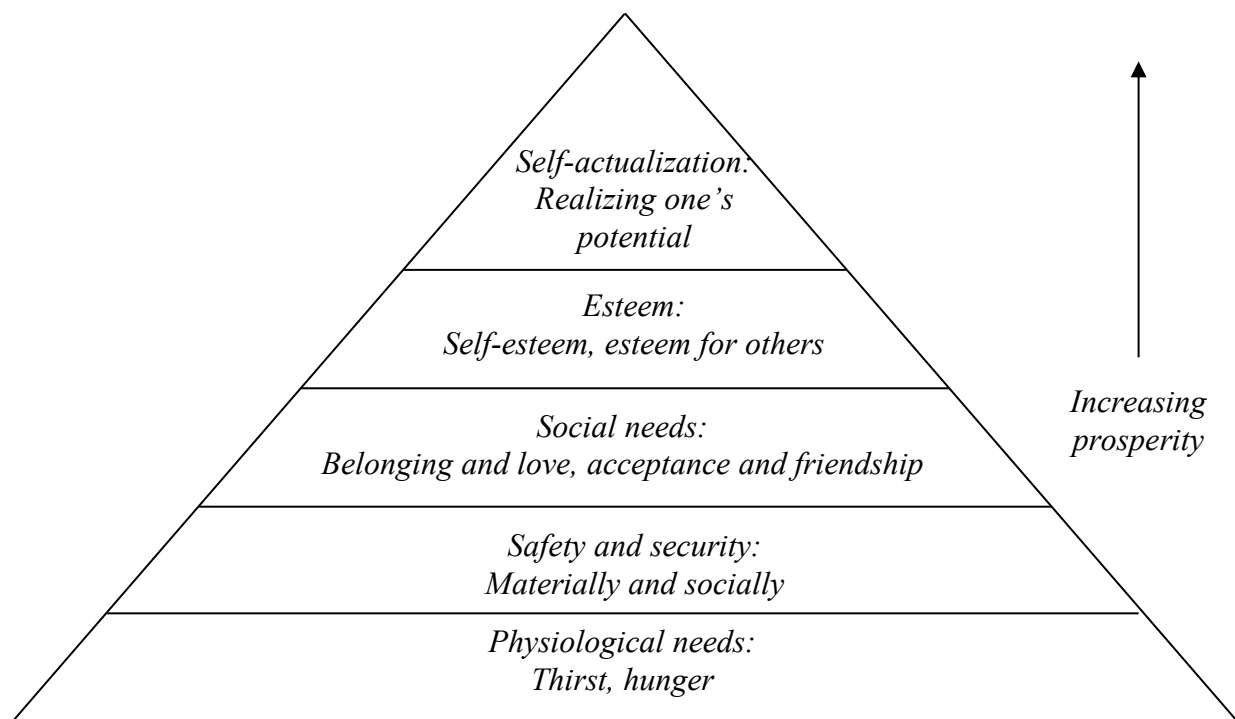 Self-actualization:
Realizing one’s
potential
Esteem:
Self-esteem, esteem for others
Increasing
prosperity
Social needs:
Belonging and love, acceptance and friendship
Safety and security:
Materially and socially
Physiological needs:
Thirst, hunger